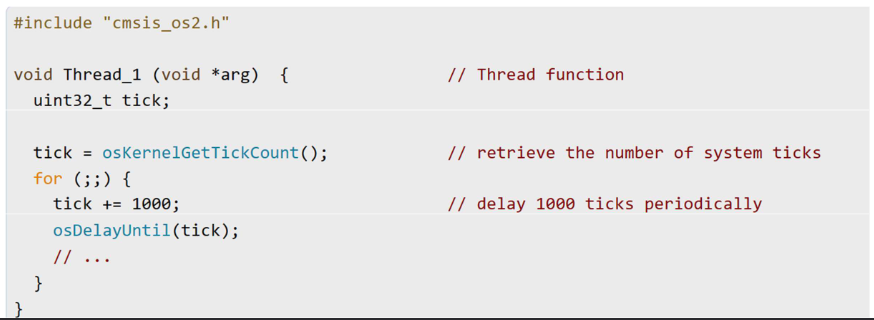 #include "cmsis_os2.h"
void Thread_1 (void *arg)  {                   // Thread function
  uint32_t tick;
  tick = osKernelGetTickCount();               // retrieve the number of system ticks
  for (;;) {
    tick += 1000;                              // delay 1000 ticks periodically
    osDelayUntil(tick);
    // ...
  }
}